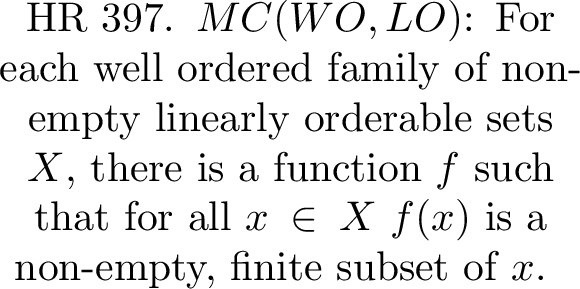 HR 397. MC(WO, LO): For
each well ordered family of non-
empty linearly orderable sets
X, there is a function f such
that for all x ∈ X f(x) is a
non-empty, finite subset of x.